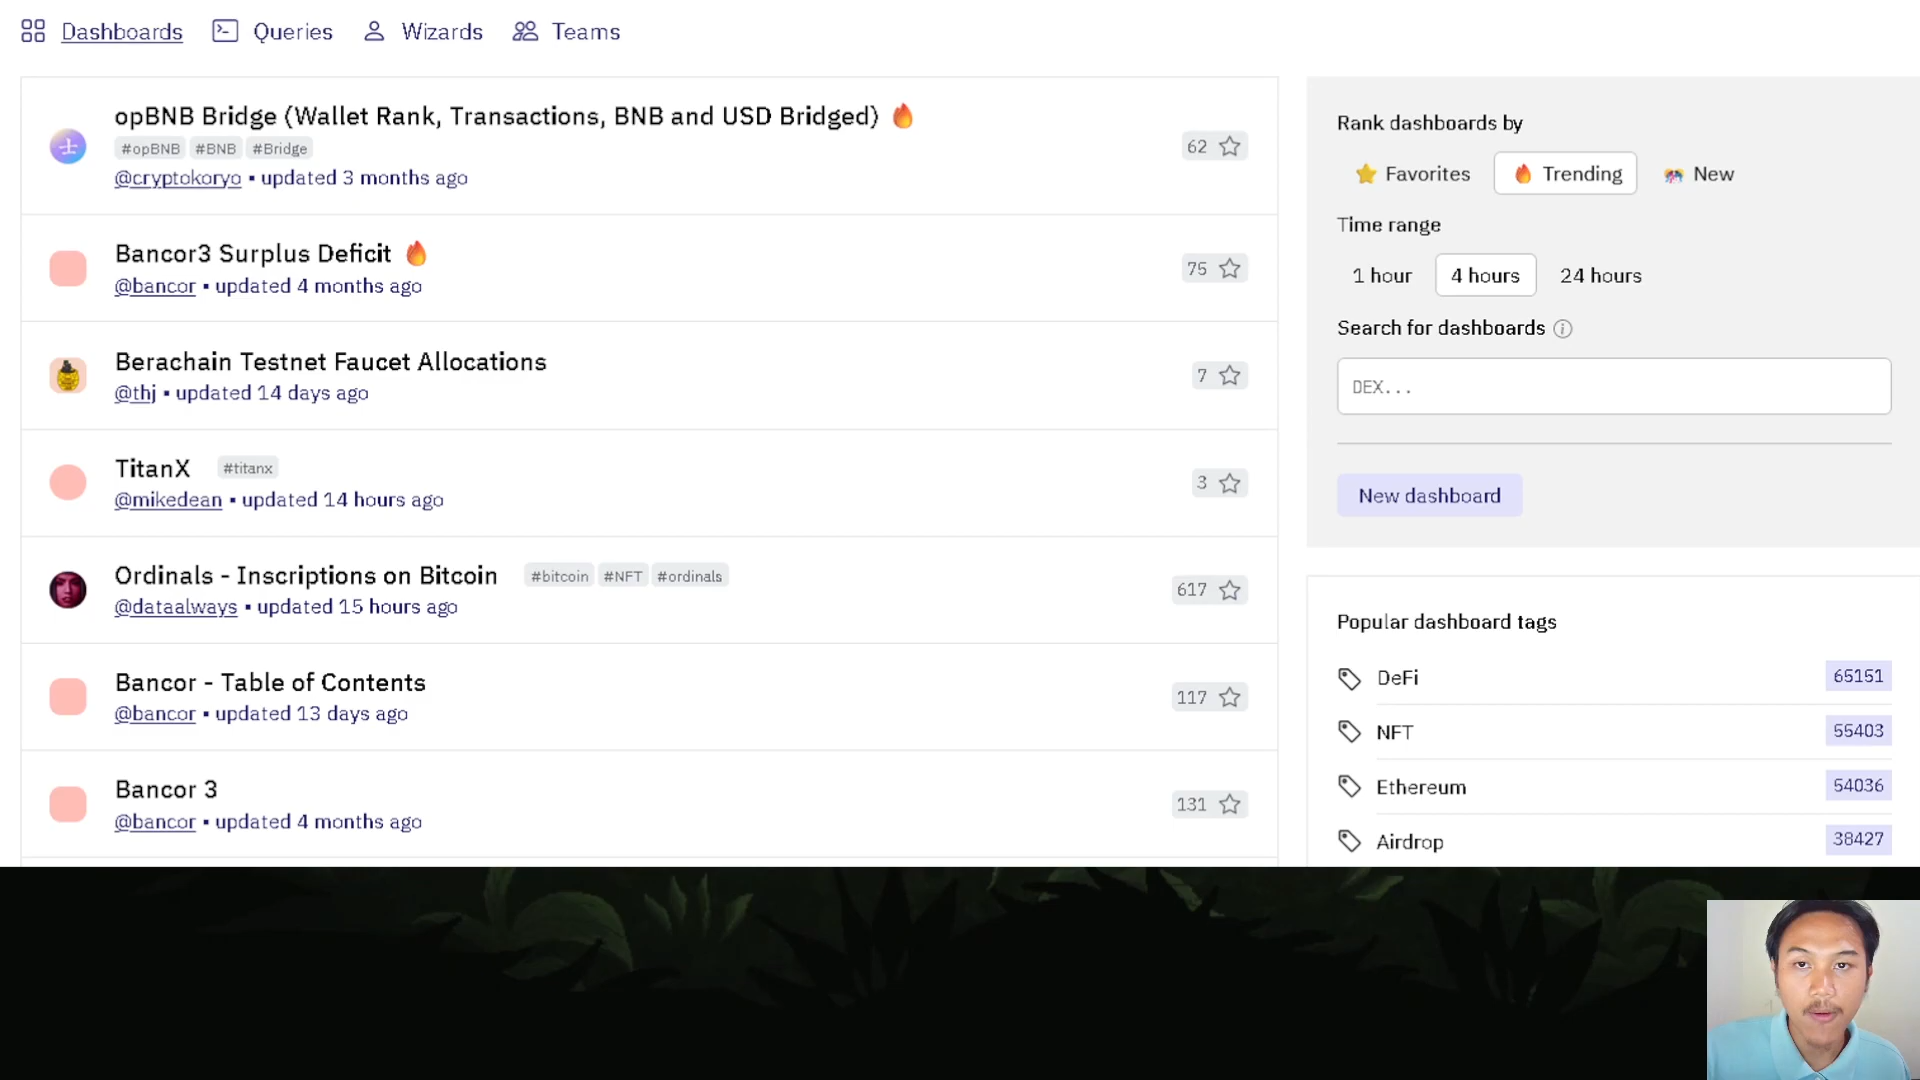 Dashboards Queries Wizards Teams
opBNB Bridge (Wallet Rank, Transactions, BNB and USD Bridged) 🔥
#opBNB #BNB #Bridge
62
@cryptokoryo • updated 3 months ago
Bancor3 Surplus Deficit 🔥
75
@bancor • updated 4 months ago
Berachain Testnet Faucet Allocations
7
@thj • updated 14 days ago
TitanX #titanx
3
@mikedean • updated 14 hours ago
Ordinals - Inscriptions on Bitcoin #bitcoin #NFT #ordinals
617
@dataalways • updated 15 hours ago
Bancor - Table of Contents
117
@bancor • updated 13 days ago
Bancor 3
131
@bancor • updated 4 months ago
Rank dashboards by
Favorites Trending New
Time range
1 hour 4 hours 24 hours
Search for dashboards
DEX...
New dashboard
Popular dashboard tags
DeFi 65151
NFT 55403
Ethereum 54036
Airdrop 38427